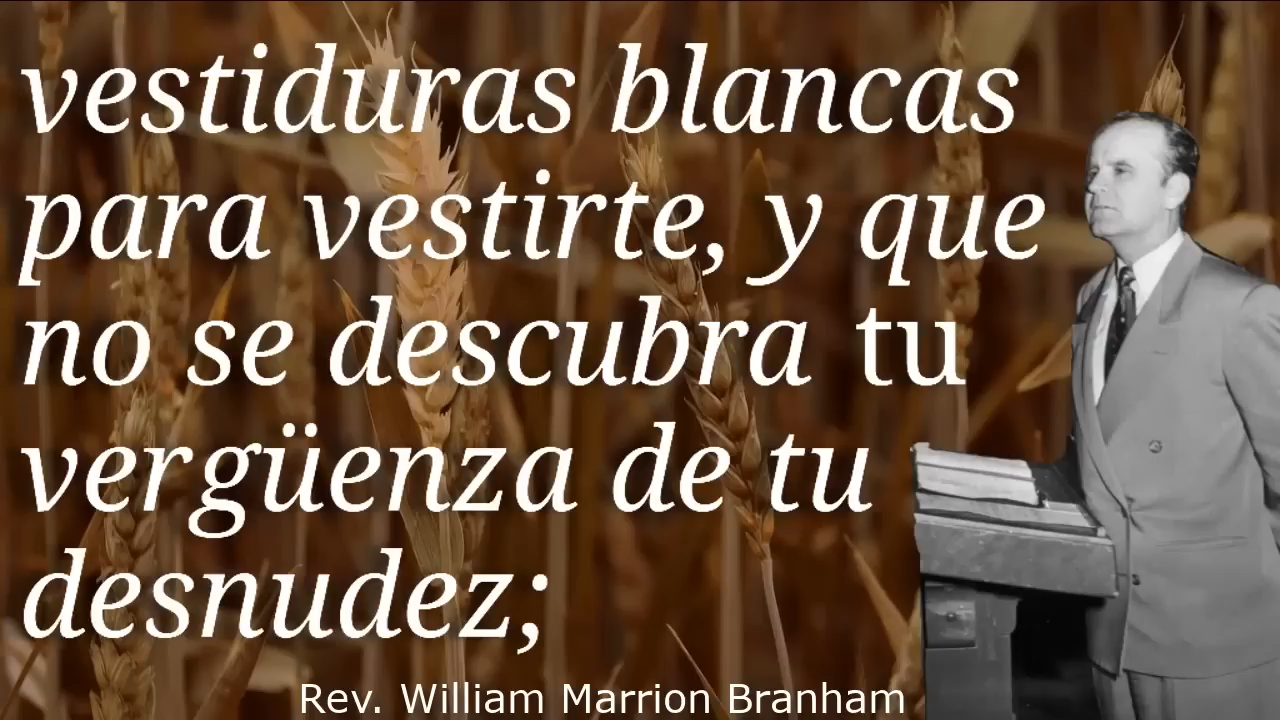 vestiduras blancas
para vestirte, y que
no se descubra tu
vergüenza de tu
desnudez;
Rev. William Marrion Branham